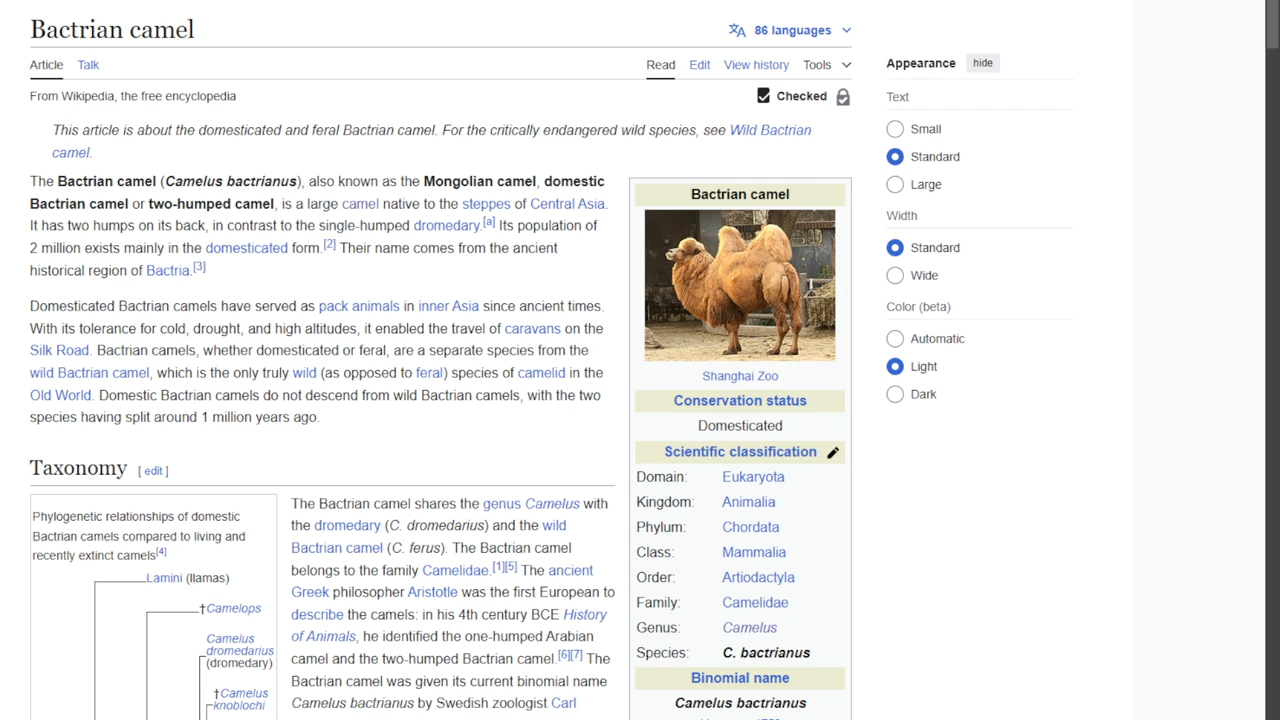 Bactrian camel
86 languages
Article Talk
Read Edit View history Tools
From Wikipedia, the free encyclopedia
Checked
This article is about the domesticated and feral Bactrian camel. For the critically endangered wild species, see Wild Bactrian
camel.
The Bactrian camel (Camelus bactrianus), also known as the Mongolian camel, domestic
Bactrian camel or two-humped camel, is a large camel native to the steppes of Central Asia.
It has two humps on its back, in contrast to the single-humped dromedary.[a] Its population of
2 million exists mainly in the domesticated form.[2] Their name comes from the ancient
historical region of Bactria.[3]
Domesticated Bactrian camels have served as pack animals in inner Asia since ancient times.
With its tolerance for cold, drought, and high altitudes, it enabled the travel of caravans on the
Silk Road. Bactrian camels, whether domesticated or feral, are a separate species from the
wild Bactrian camel, which is the only truly wild (as opposed to feral) species of camelid in the
Old World. Domestic Bactrian camels do not descend from wild Bactrian camels, with the two
species having split around 1 million years ago.
Taxonomy [ edit ]
Phylogenetic relationships of domestic
Bactrian camels compared to living and
recently extinct camels[4]
Lamini (llamas)
†Camelops
Camelus
dromedarius
(dromedary)
†Camelus
knoblochi
The Bactrian camel shares the genus Camelus with
the dromedary (C. dromedarius) and the wild
Bactrian camel (C. ferus). The Bactrian camel
belongs to the family Camelidae.[1][5] The ancient
Greek philosopher Aristotle was the first European to
describe the camels: in his 4th century BCE History
of Animals, he identified the one-humped Arabian
camel and the two-humped Bactrian camel.[6][7] The
Bactrian camel was given its current binomial name
Camelus bactrianus by Swedish zoologist Carl
Bactrian camel
Shanghai Zoo
Conservation status
Domesticated
Scientific classification
Domain: Eukaryota
Kingdom: Animalia
Phylum: Chordata
Class: Mammalia
Order: Artiodactyla
Family: Camelidae
Genus: Camelus
Species: C. bactrianus
Binomial name
Camelus bactrianus
Appearance hide
Text
Small
Standard
Large
Width
Standard
Wide
Color (beta)
Automatic
Light
Dark